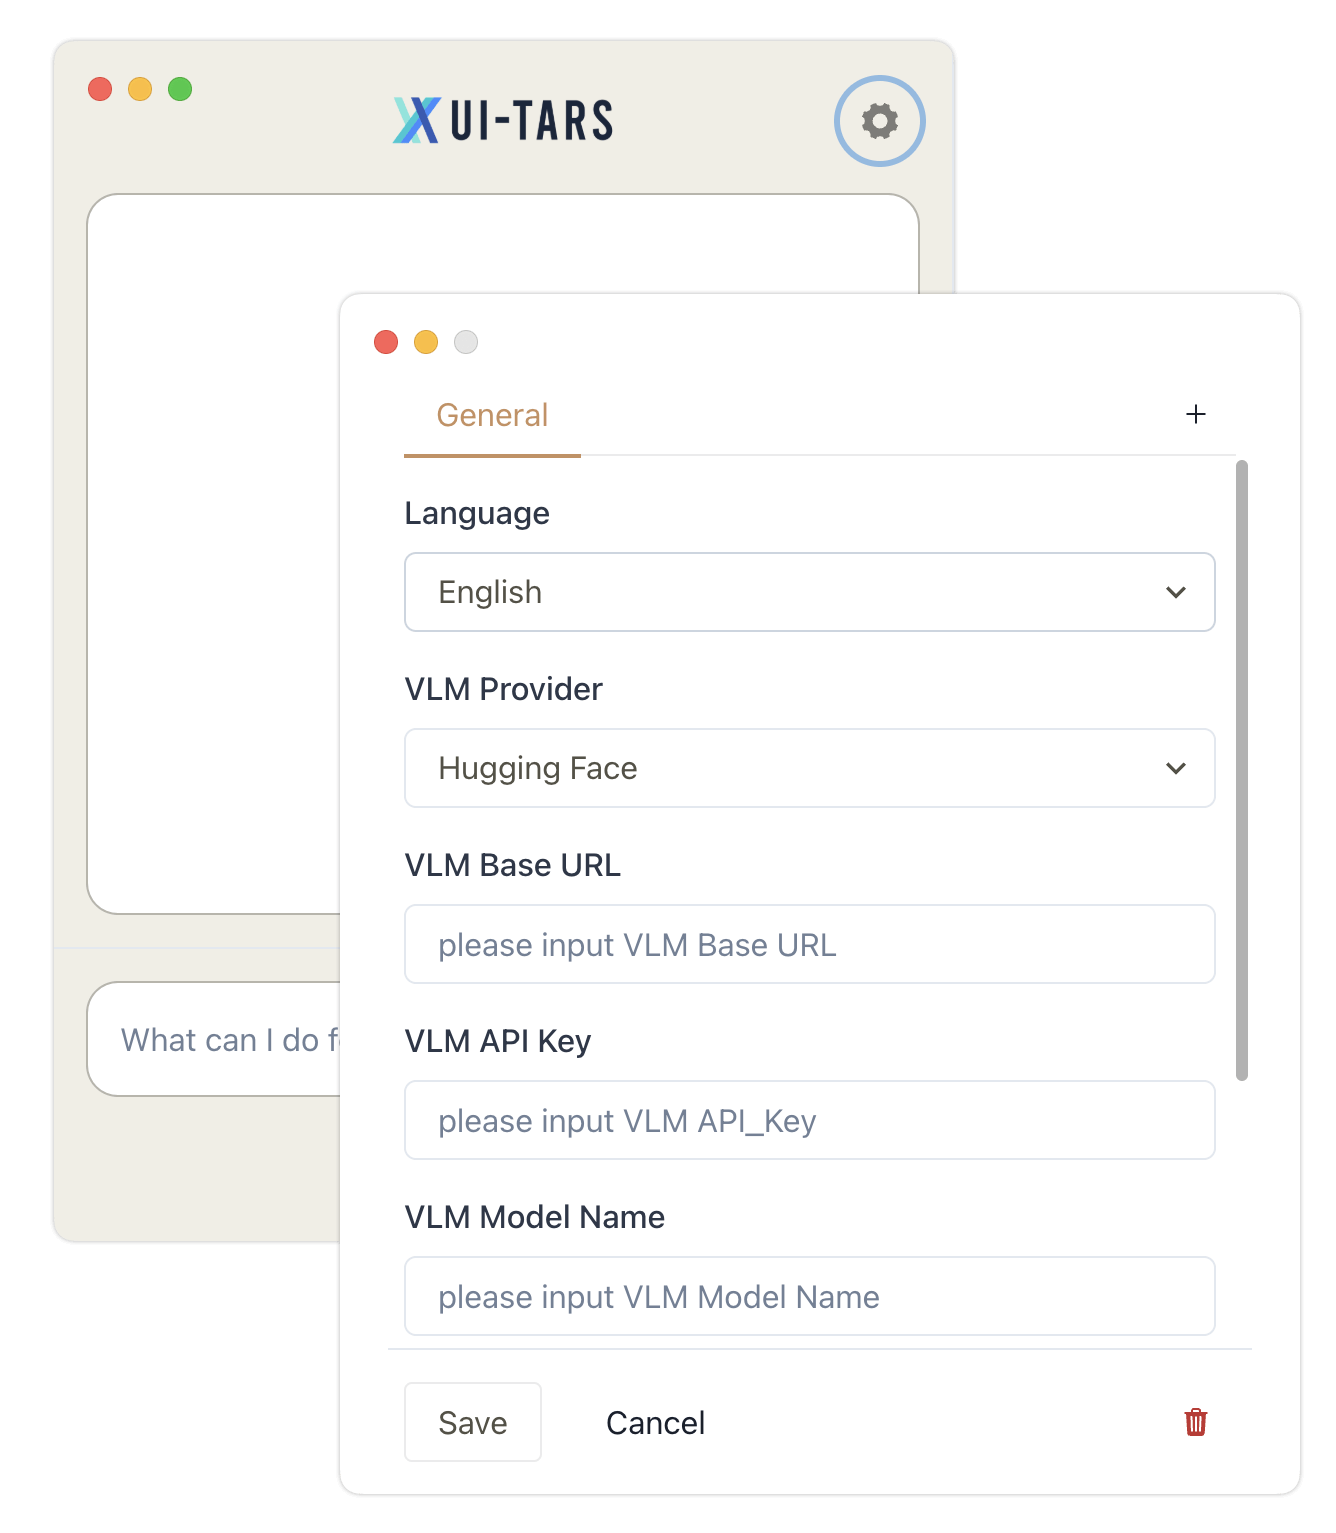 UI-TARS
General
+
Language
English
VLM Provider
Hugging Face
VLM Base URL
please input VLM Base URL
What can I do
VLM API Key
please input VLM API_Key
VLM Model Name
please input VLM Model Name
Save
Cancel